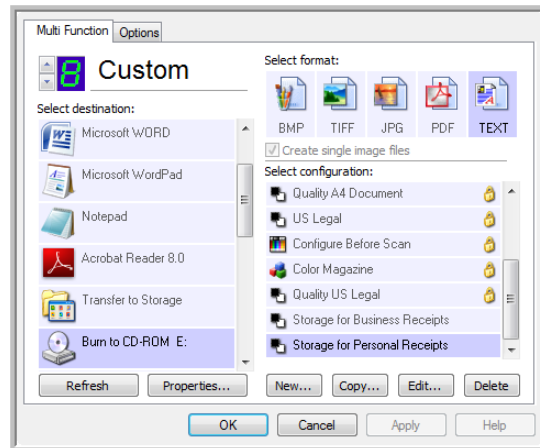 Multi Function
Options
8
Custom
Select destination:
Microsoft WORD
Microsoft WordPad
Notepad
Acrobat Reader 8.0
Transfer to Storage
Burn to CD-ROM E:
Refresh
Properties...
Select format:
BMP
TIFF
JPG
PDF
TEXT
Create single image files
Select configuration:
Quality A4 Document
US Legal
Configure Before Scan
Color Magazine
Quality US Legal
Storage for Business Receipts
Storage for Personal Receipts
New...
Copy...
Edit...
Delete
OK
Cancel
Apply
Help